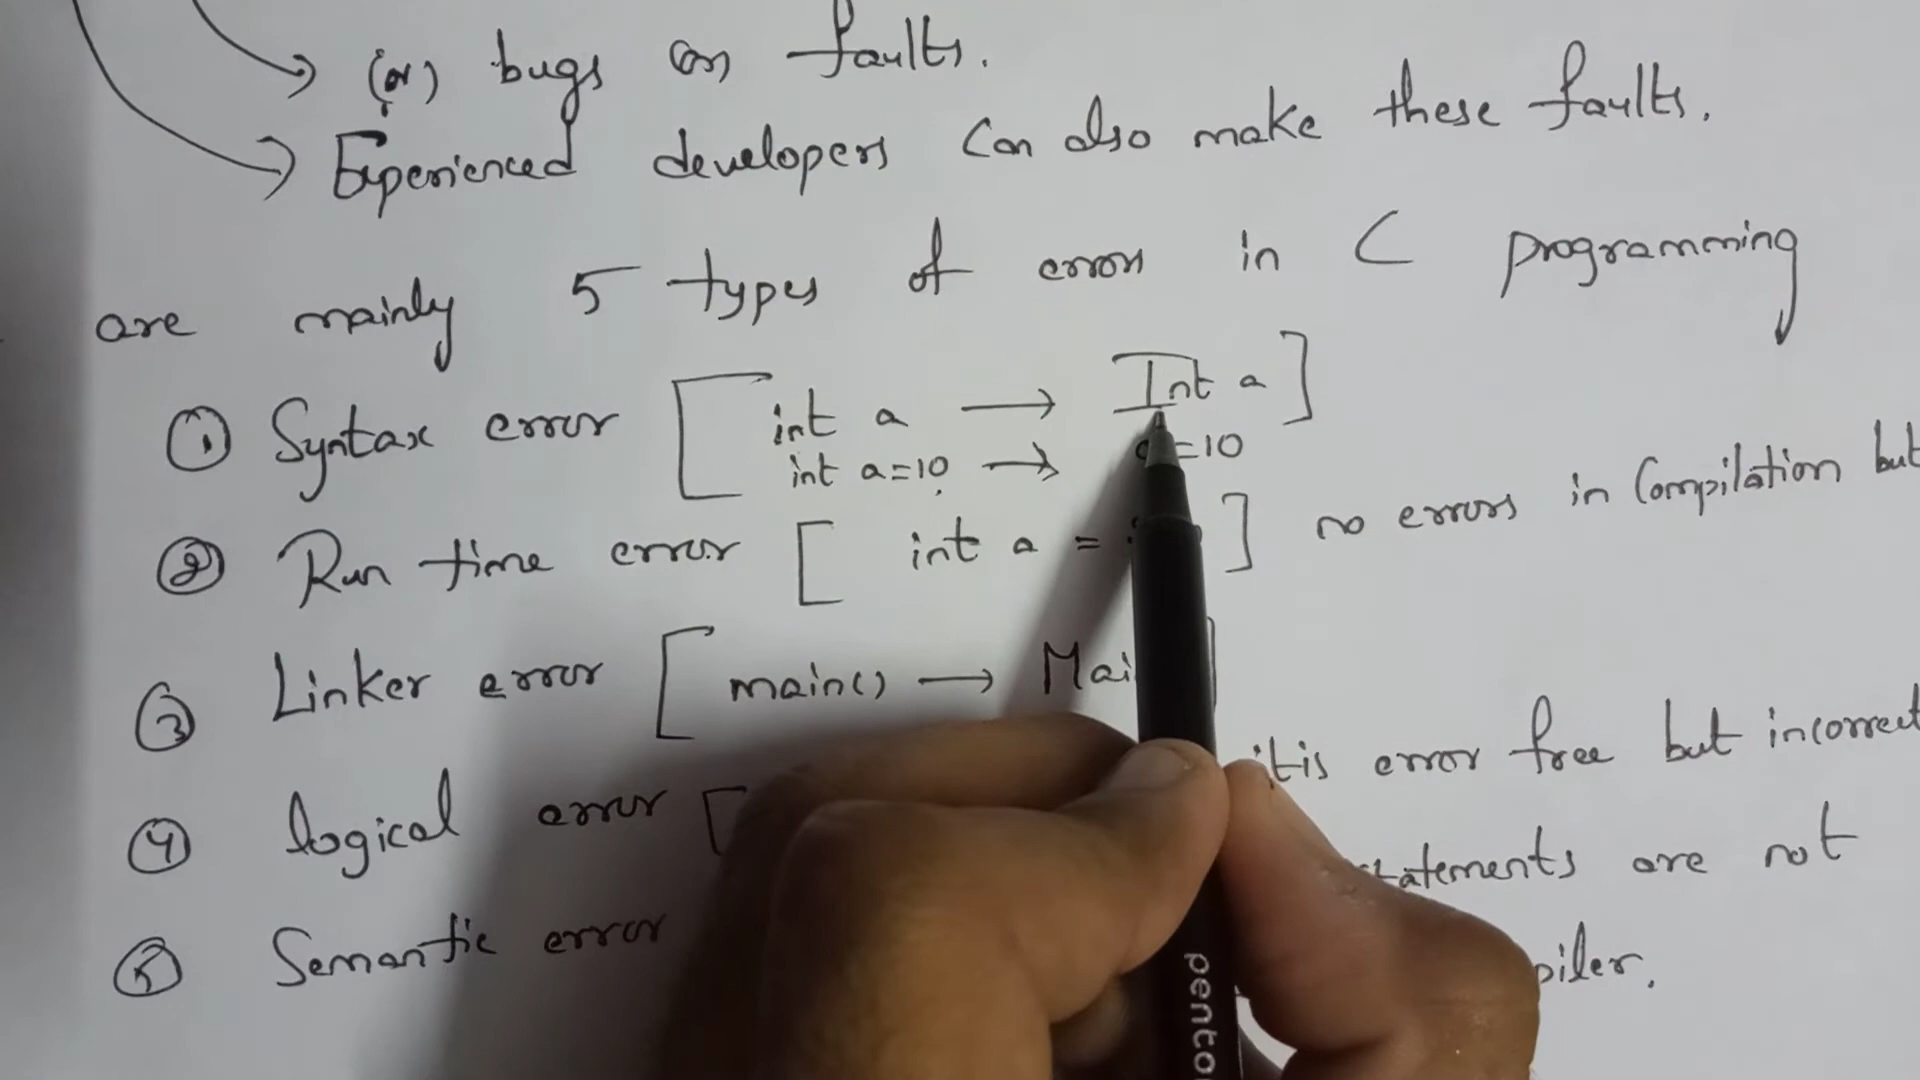 (or) bugs (or) faults.
Experienced developers can also make these faults.
are mainly 5 types of error in C programming
① Syntax error [ int a → Int a ]
int a=10 → =10
② Run time error [ int a = ] no errors in Compilation but
③ Linker error [ main() → Mai ]
④ logical error [ it is error free but incorrect
⑤ Semantic error statements are not
piler.
pento